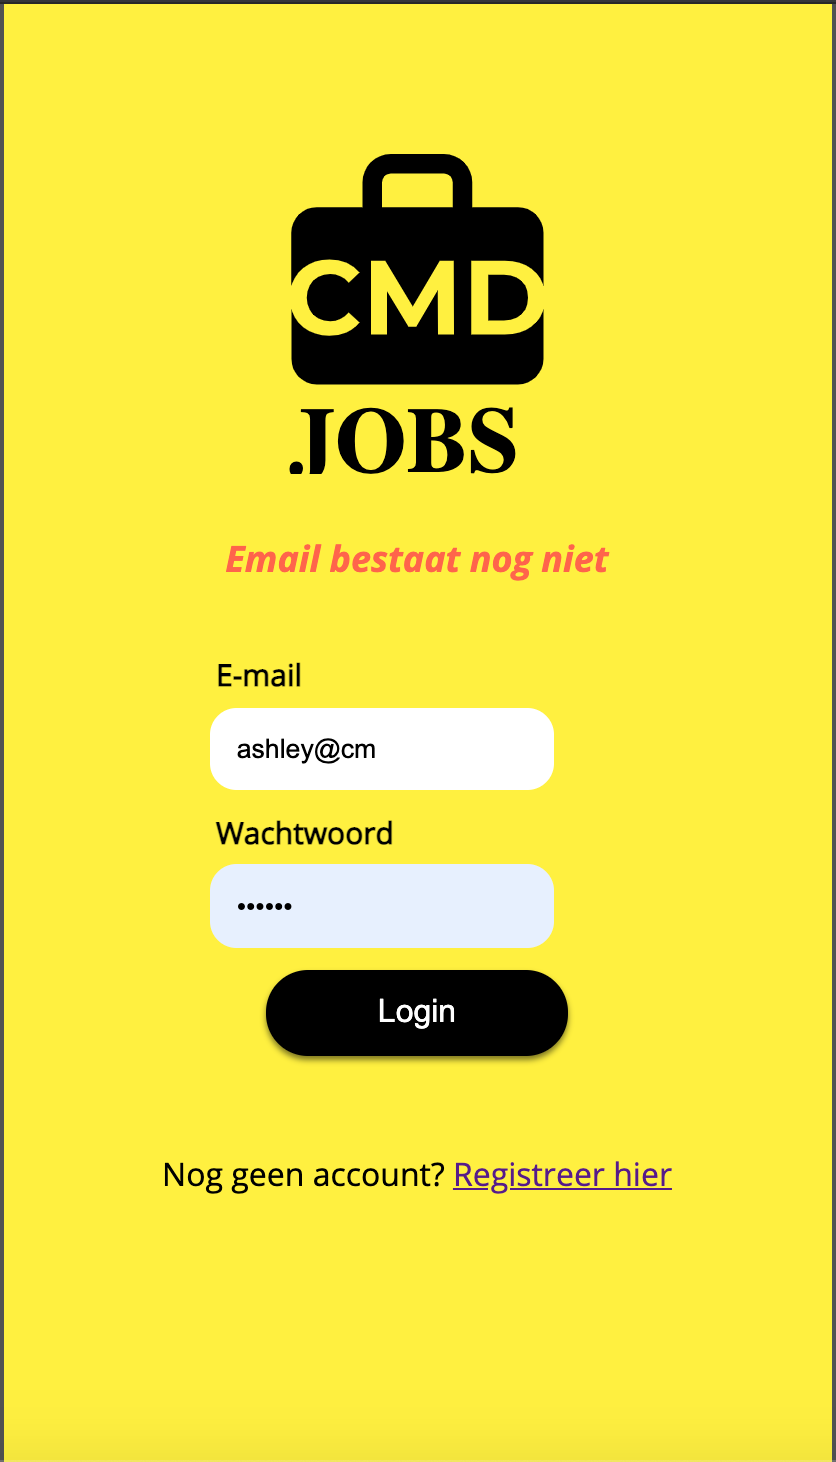 CMD
JOBS
Email bestaat nog niet
E-mail
ashley@cm
Wachtwoord
••••••
Login
Nog geen account? Registreer hier